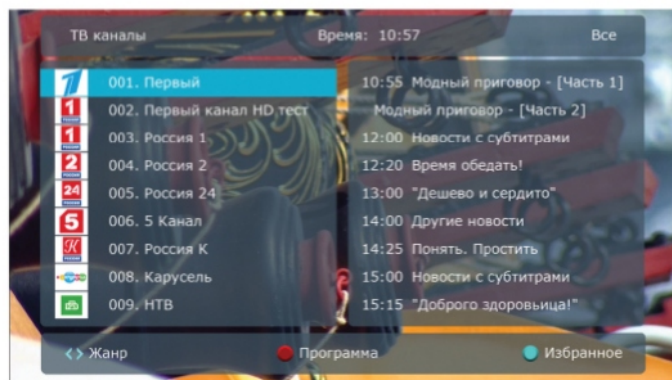 ТВ каналы
Время: 10:57
Все
001. Первый
002. Первый канал HD тест
003. Россия 1
004. Россия 2
005. Россия 24
006. 5 Канал
007. Россия К
008. Карусель
009. НТВ
10:55 Модный приговор - [Часть 1]
Модный приговор - [Часть 2]
12:00 Новости с субтитрами
12:20 Время обедать!
13:00 "Дешево и сердито"
14:00 Другие новости
14:25 Понять. Простить
15:00 Новости с субтитрами
15:15 "Доброго здоровьица!"
<> Жанр
Программа
Избранное